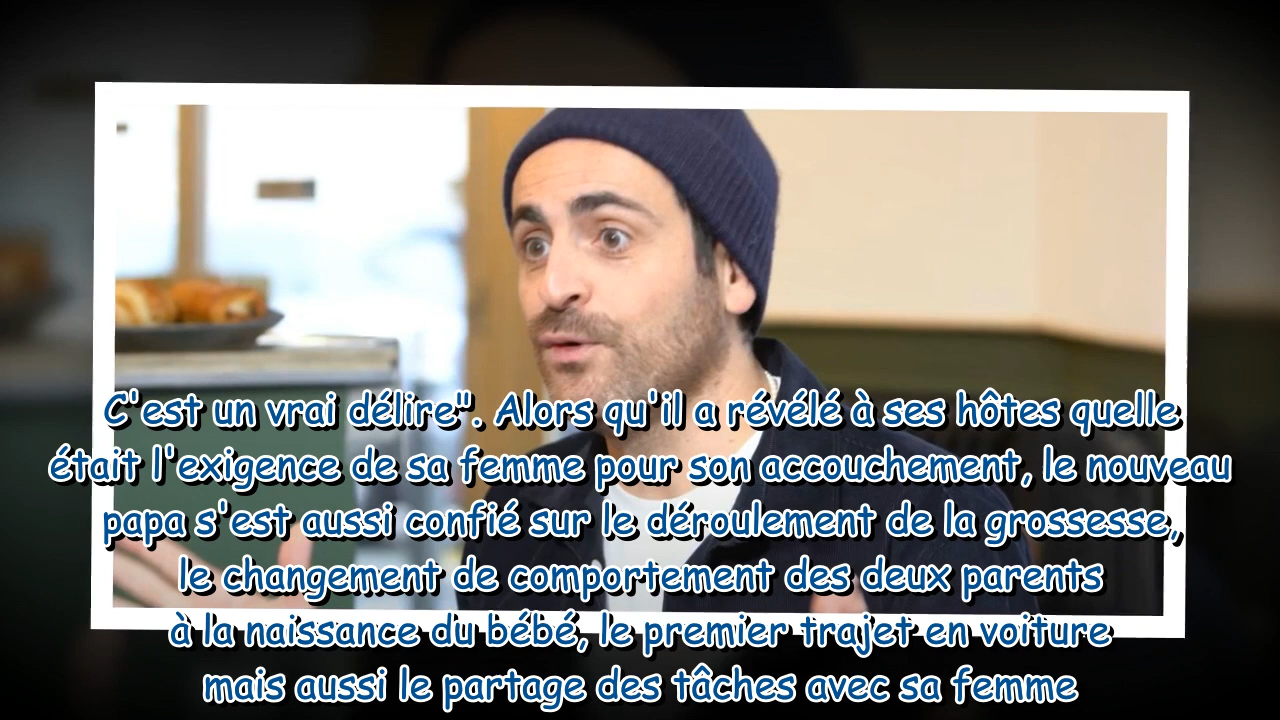 C'est un vrai délire". Alors qu'il a révélé à ses hôtes quelle
était l'exigence de sa femme pour son accouchement, le nouveau
papa s'est aussi confié sur le déroulement de la grossesse,
le changement de comportement des deux parents
à la naissance du bébé, le premier trajet en voiture
mais aussi le partage des tâches avec sa femme